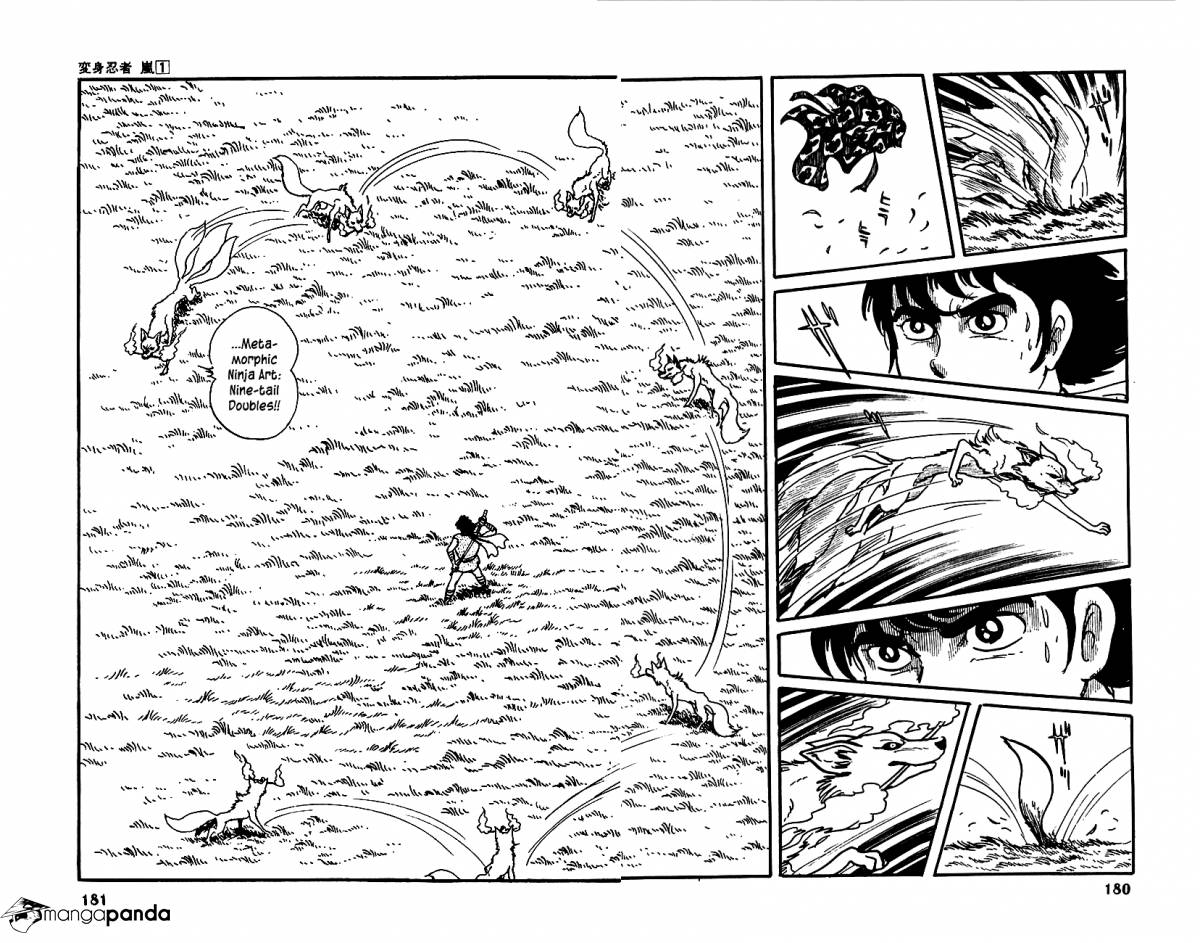 変身忍者 嵐1
...Meta-
morphic
Ninja Art:
Nine-tail
Doubles!!
181
180
mangapanda